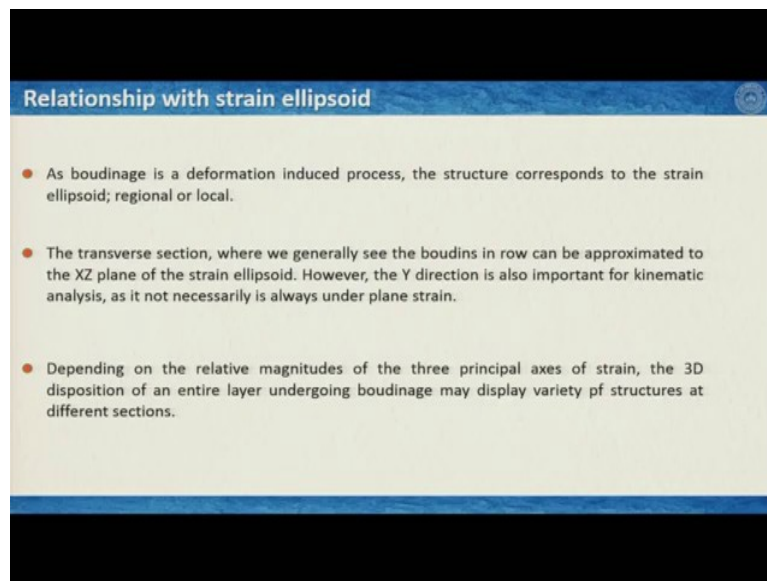 Relationship with strain ellipsoid
As boudinage is a deformation induced process, the structure corresponds to the strain
ellipsoid; regional or local.
The transverse section, where we generally see the boudins in row can be approximated to
the XZ plane of the strain ellipsoid. However, the Y direction is also important for kinematic
analysis, as it not necessarily is always under plane strain.
Depending on the relative magnitudes of the three principal axes of strain, the 3D
disposition of an entire layer undergoing boudinage may display variety pf structures at
different sections.